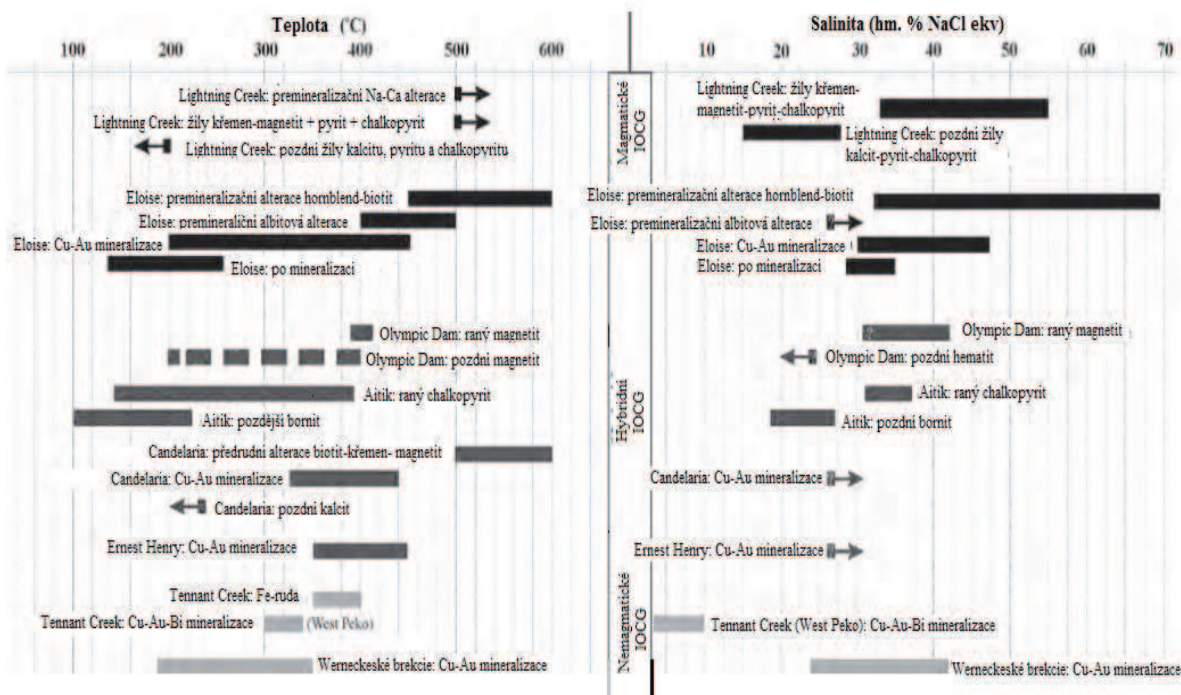 Teplota (°C)
100 200 300 400 500 600
Lightning Creek: premineralizační Na-Ca alterace
Lightning Creek: žíly křemen-magnetit + pyrit + chalkopyrit
Lightning Creek: pozdni žíly kalcitu, pyritu a chalkopyritu
Eloise: premineralizační alterace hornblend-biotit
Eloise: premineraliční albitová alterace
Eloise: Cu-Au mineralizace
Eloise: po mineralizaci
Olympic Dam: raný magnetit
Olympic Dam: pozdni magnetit
Aitik: raný chalkopyrit
Aitik: pozdější bornit
Candelaria: předrudni alterace biotit-křemen- magnetit
Candelaria: Cu-Au mineralizace
Candelaria: pozdni kalcit
Ernest Henry: Cu-Au mineralizace
Tennant Creek: Fe-ruda
Tennant Creek: Cu-Au-Bi mineralizace (West Peko)
Werneckeské brekcie: Cu-Au mineralizace
Magmatické
IOCG
Hybridní
IOCG
Nemagmatické
IOCG
Salinita (hm. % NaCl ekv)
10 20 30 40 50 60 70
Lightning Creek: žíly křemen-
magnetit-pyrit-chalkopyrit
Lightning Creek: pozdni žíly
kalcit-pyrit-chalkopyrit
Eloise: premineralizační alterace hornblend-biotit
Eloise: premineralizační albitová alterace
Eloise: Cu-Au mineralizace
Eloise: po mineralizaci
?
Olympic Dam: raný magnetit
Olympic Dam: pozdni hematit
Aitik: raný chalkopyrit
Aitik: pozdni bornit
Candelaria: Cu-Au mineralizace
Ernest Henry: Cu-Au mineralizace
Tennant Creek (West Peko): Cu-Au-Bi mineralizace
Werneckeské brekcie: Cu-Au mineralizace